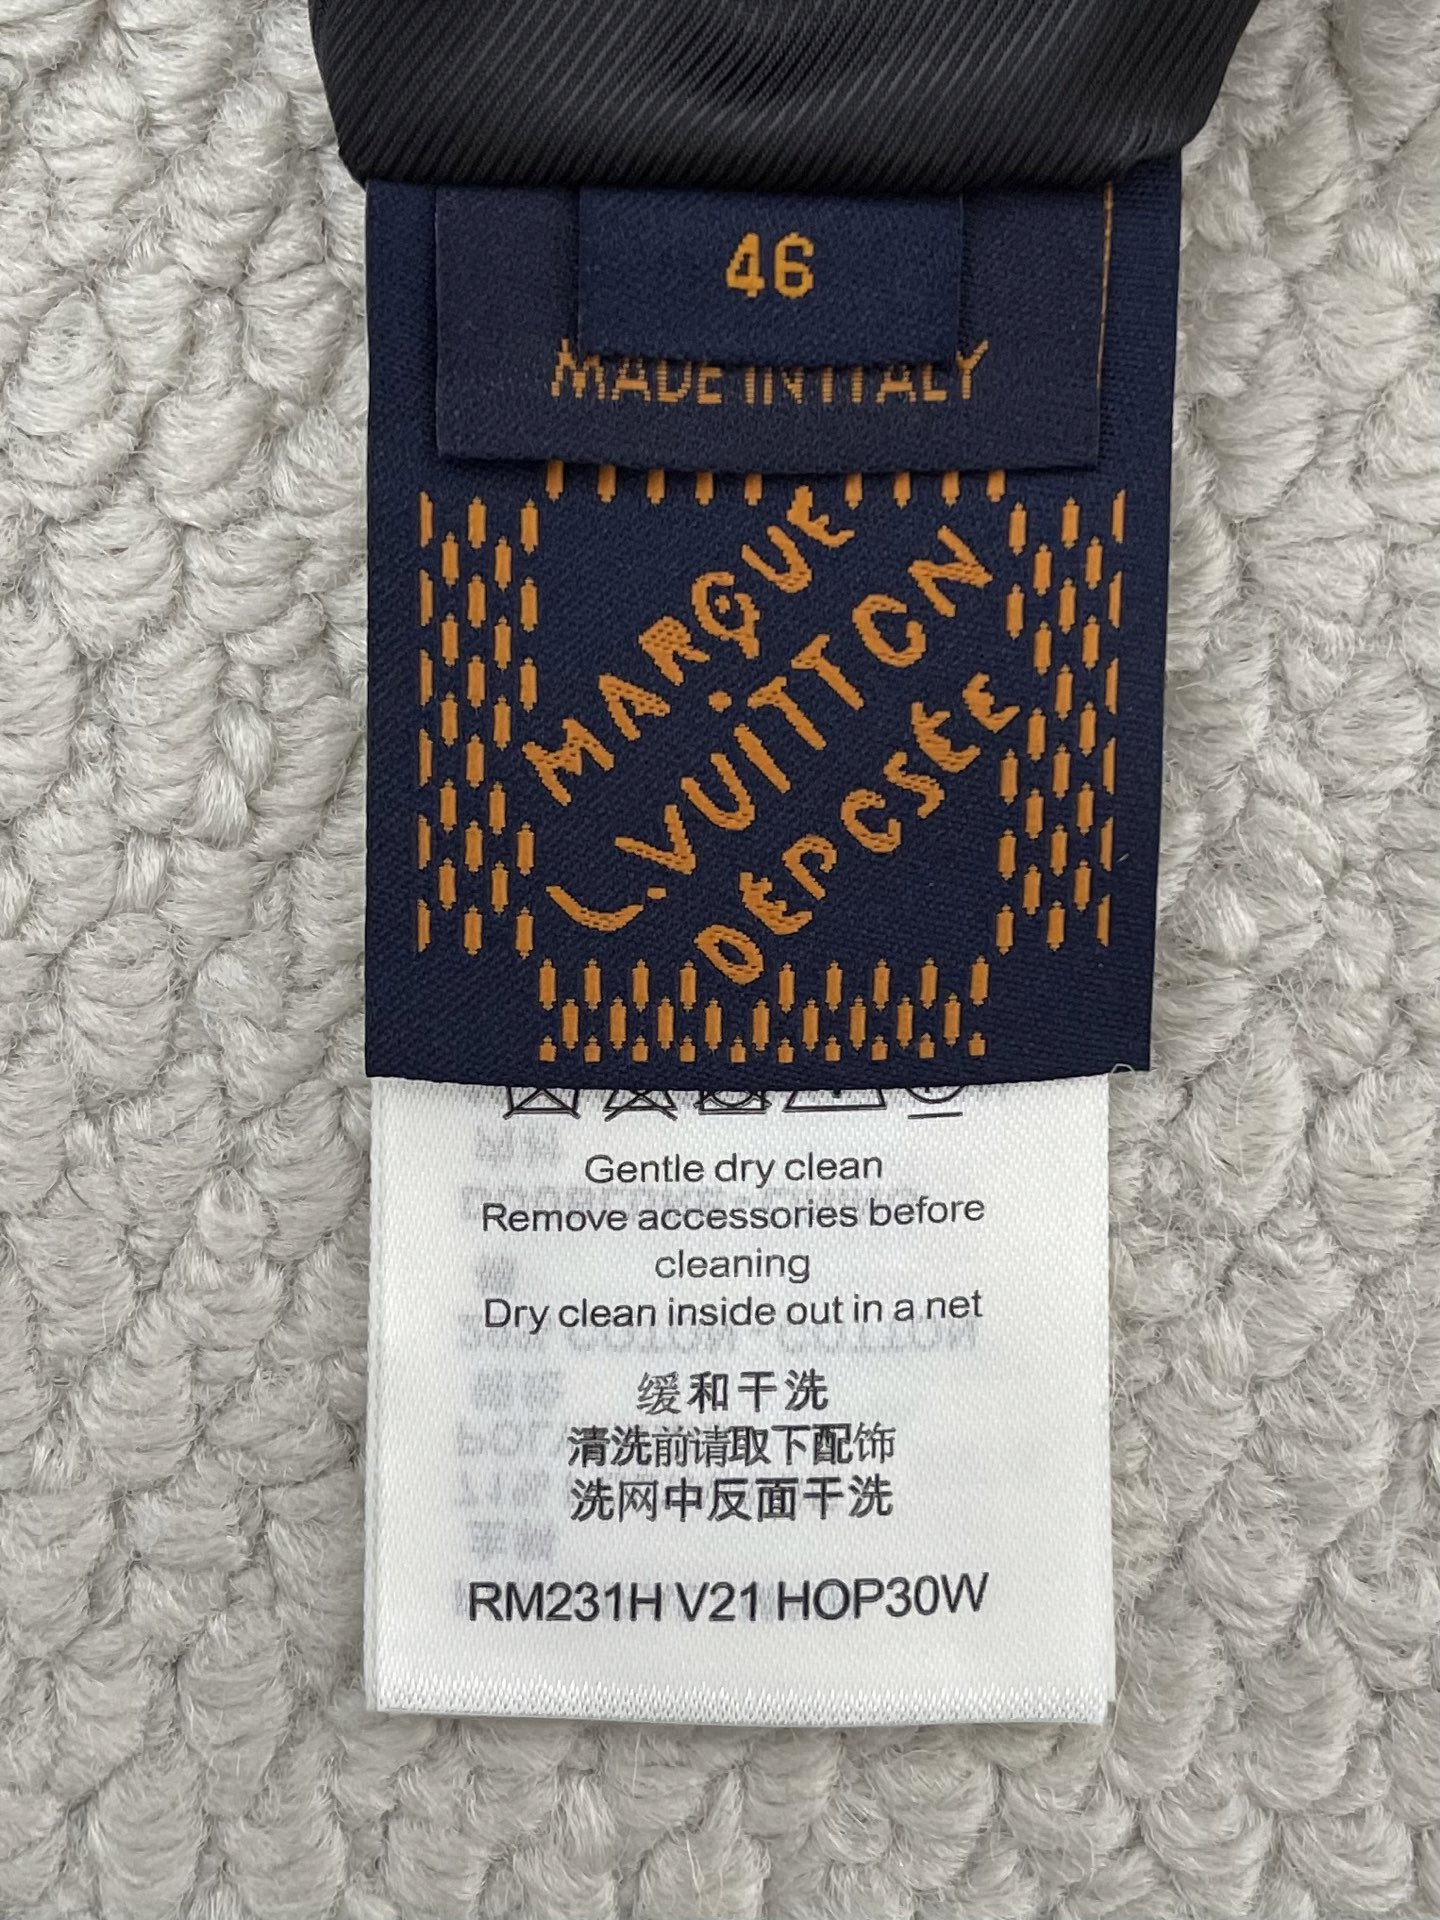 46
MADE IN ITALY
MARQUE
L.VUiTTON
DEPOSEE
Gentle dry clean
Remove accessories before
cleaning
Dry clean inside out in a net
缓和干洗
清洗前请取下配饰
洗网中反面干洗
RM231H V21 HOP30W